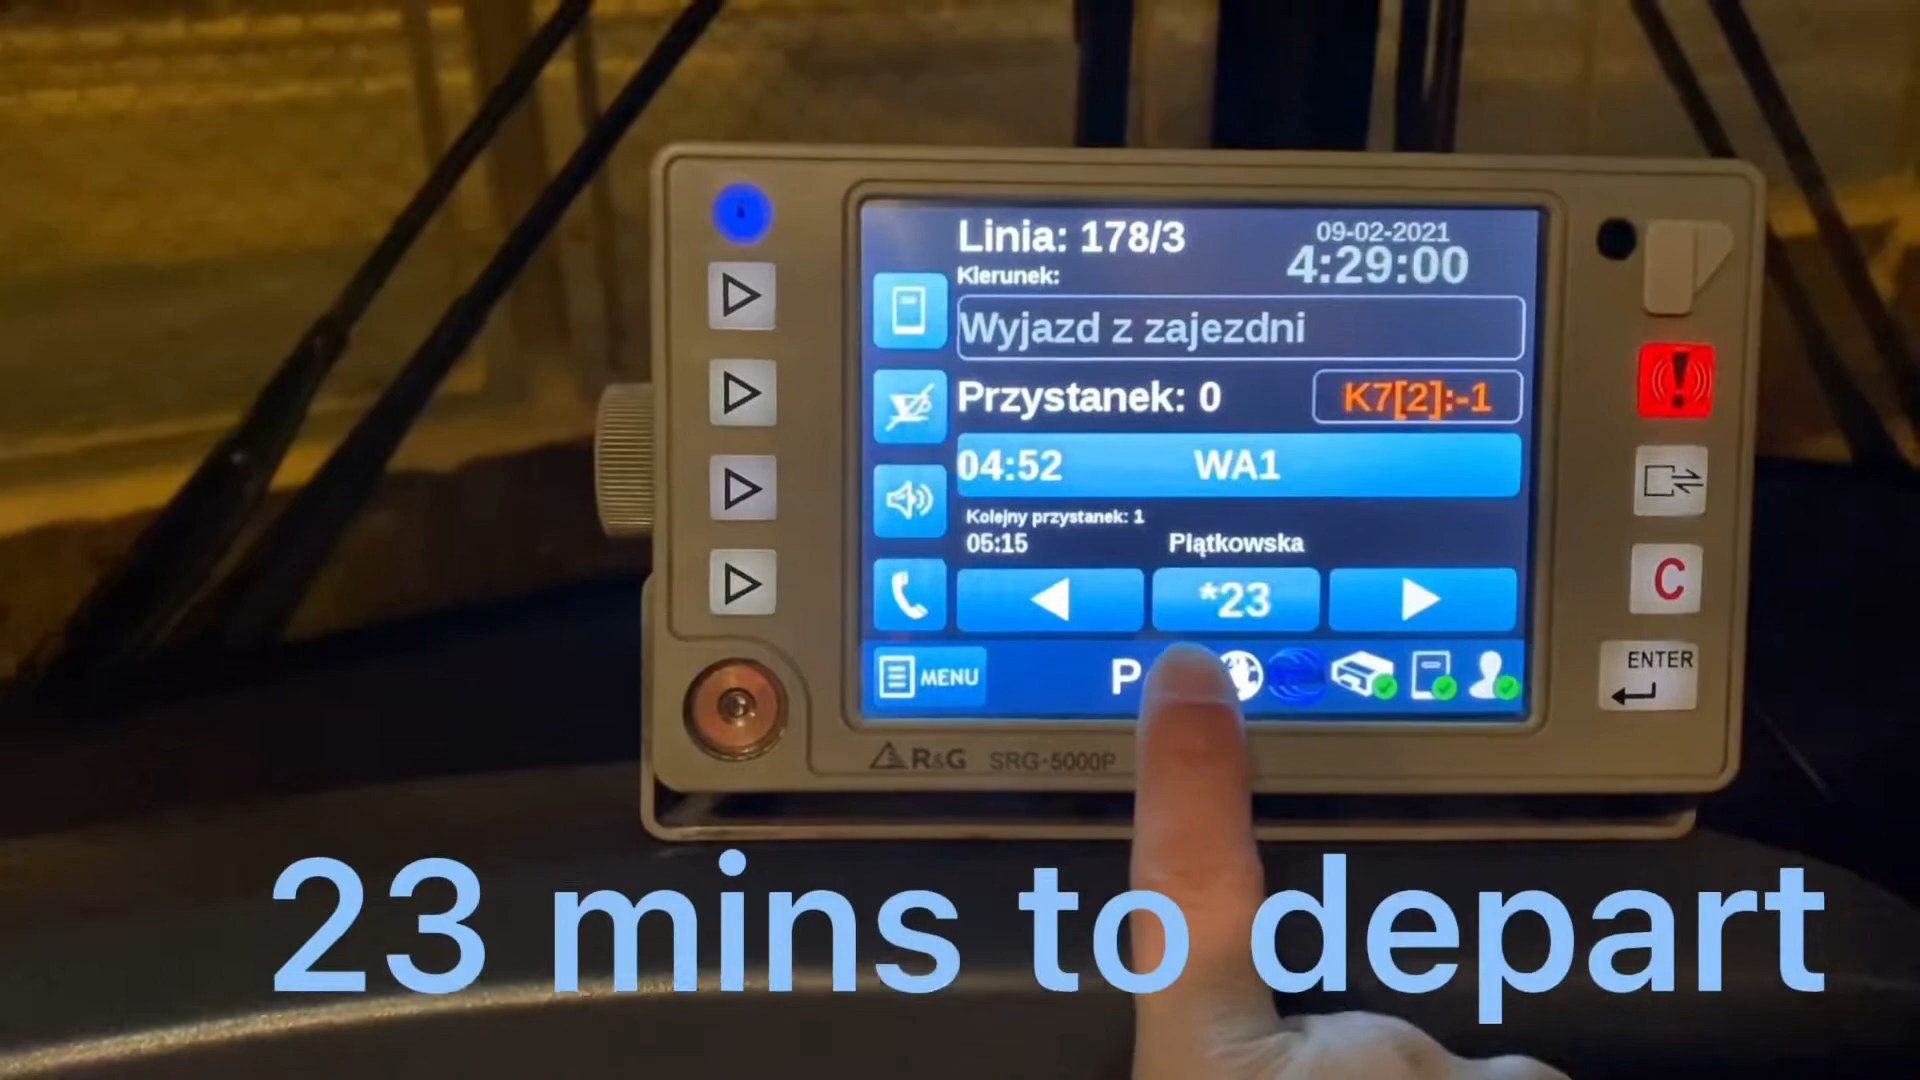 Linia: 178/3
09-02-2021
4:29:00
Kierunek:
Wyjazd z zajezdni
Przystanek: 0
K7[2]:-1
04:52 WA1
Kolejny przystanek: 1
05:15 Piątkowska
*23
MENU
P
R&G SRG-5000P
C
ENTER
23 mins to depart